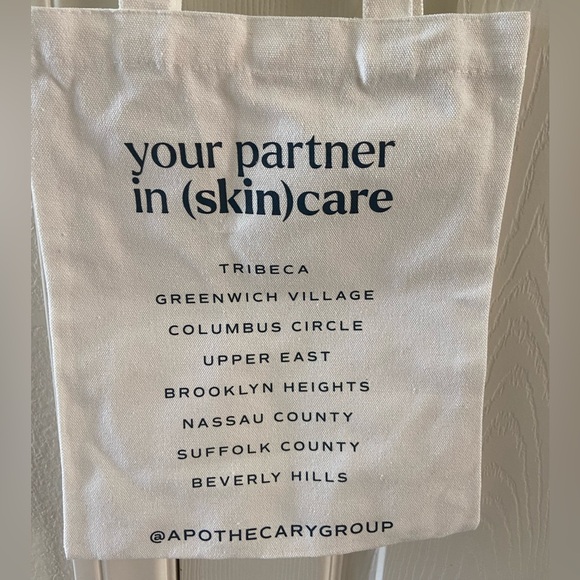 your partner
in (skin)care
TRIBECA
GREENWICH VILLAGE
COLUMBUS CIRCLE
UPPER EAST
BROOKLYN HEIGHTS
NASSAU COUNTY
SUFFOLK COUNTY
BEVERLY HILLS
@APOTHECARYGROUP